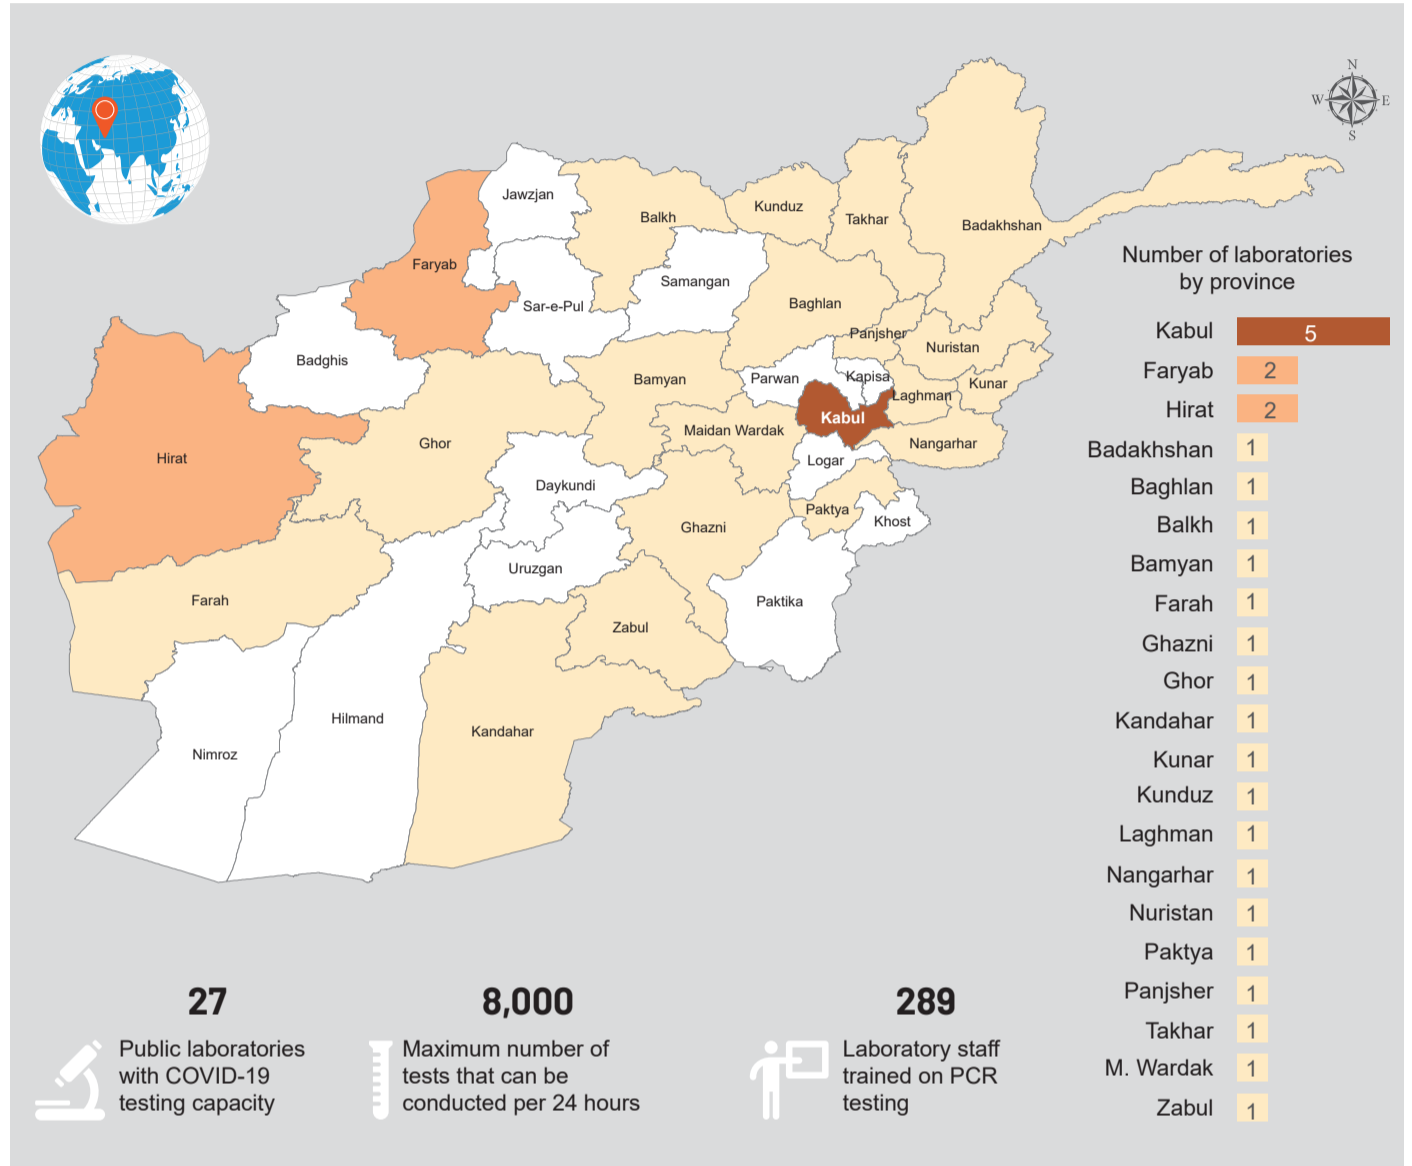 N
W
E
S
Jawzjan
Balkh
Kunduz
Takhar
Badakhshan
Faryab
Sar-e-Pul
Samangan
Baghlan
Panjsher
Nuristan
Badghis
Bamyan
Parwan
Kapisa
Laghman
Kunar
Kabul
Maidan Wardak
Nangarhar
Ghor
Hirat
Logar
Daykundi
Ghazni
Paktya
Khost
Uruzgan
Farah
Zabul
Paktika
Hilmand
Kandahar
Nimroz
Number of laboratories
by province
Kabul 5
Faryab 2
Hirat 2
Badakhshan 1
Baghlan 1
Balkh 1
Bamyan 1
Farah 1
Ghazni 1
Ghor 1
Kandahar 1
Kunar 1
Kunduz 1
Laghman 1
Nangarhar 1
Nuristan 1
Paktya 1
Panjsher 1
Takhar 1
M. Wardak 1
Zabul 1
27
Public laboratories
with COVID-19
testing capacity
8,000
Maximum number of
tests that can be
conducted per 24 hours
289
Laboratory staff
trained on PCR
testing